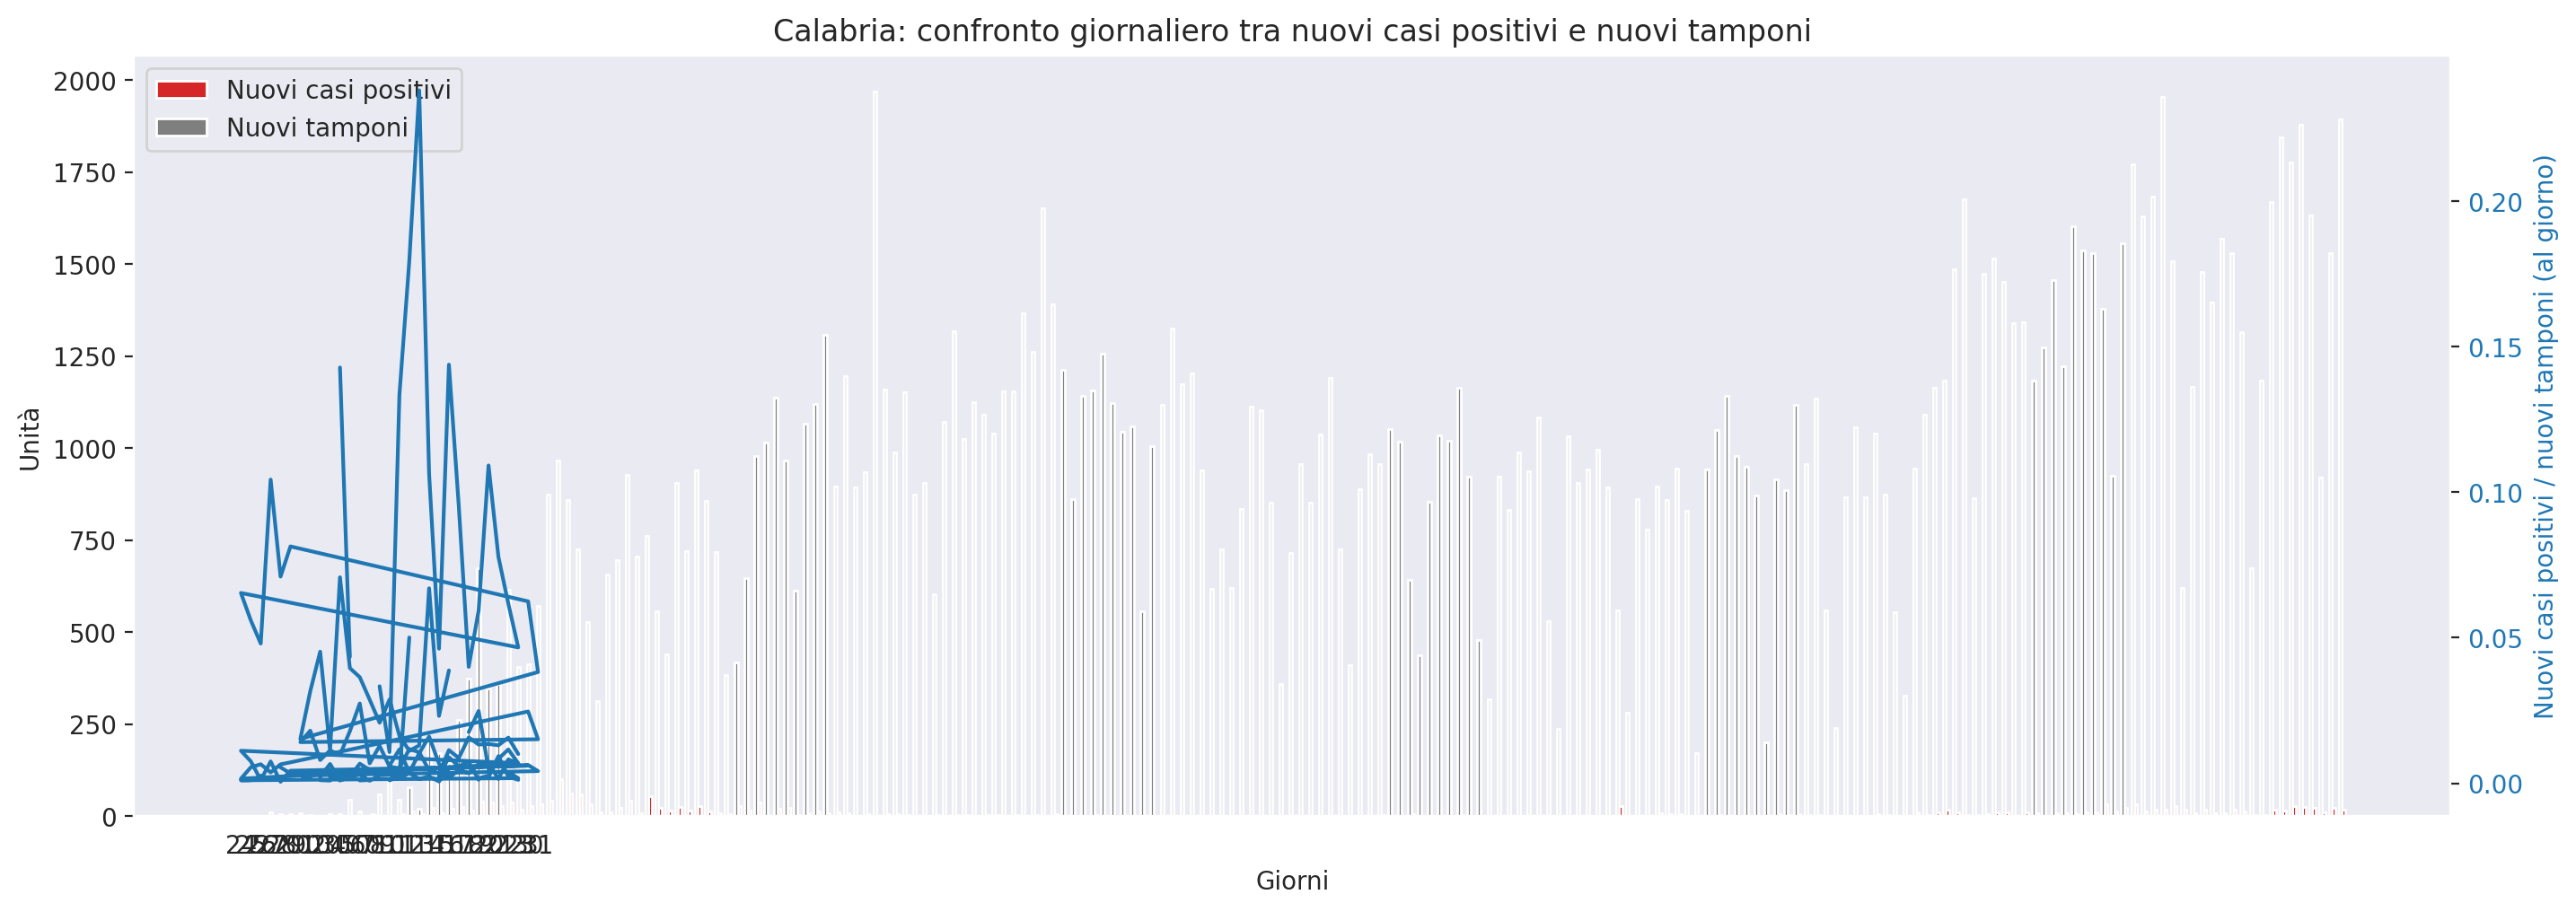 Calabria: confronto giornaliero tra nuovi casi positivi e nuovi tamponi
Nuovi casi positivi
Nuovi tamponi
2000
1750
1500
1250
1000
750
500
250
0
Unità
0.20
0.15
0.10
0.05
0.00
Nuovi casi positivi / nuovi tamponi (al giorno)
Giorni